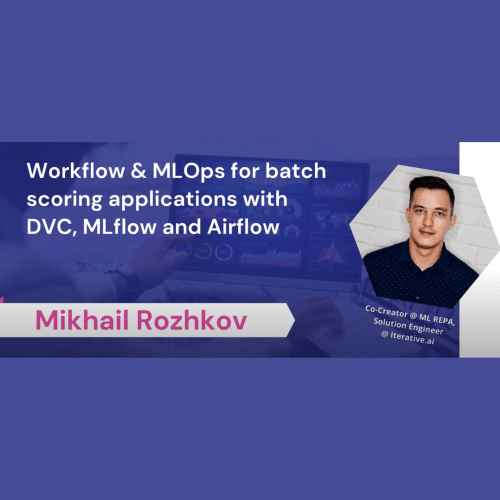 Workflow & MLOps for batch
scoring applications with
DVC, MLflow and Airflow
Mikhail Rozhkov
Co-Creator @ ML REPA,
Solution Engineer
@ Iterative.ai